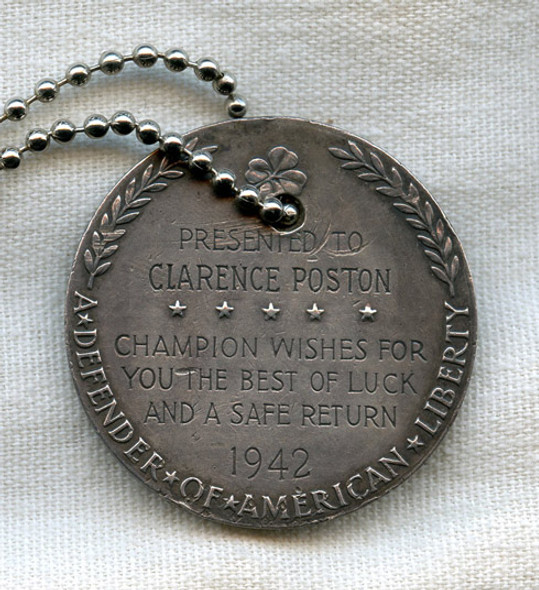 PRESENTED TO
CLARENCE POSTON
★ ★ ★ ★ ★
CHAMPION WISHES FOR
YOU THE BEST OF LUCK
AND A SAFE RETURN
1942
A★DEFENDER★OF★AMERICAN★LIBERTY